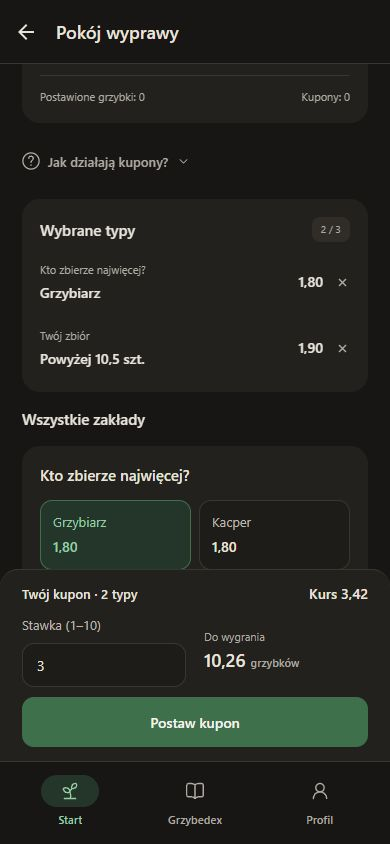 Pokój wyprawy
Postawione grzybki: 0
Kupony: 0
Jak działają kupony?
Wybrane typy
2 / 3
Kto zbierze najwięcej?
Grzybiarz
1,80
Twój zbiór
Powyżej 10,5 szt.
1,90
Wszystkie zakłady
Kto zbierze najwięcej?
Grzybiarz
1,80
Kacper
1,80
Twój kupon · 2 typy
Kurs 3,42
Stawka (1–10)
3
Do wygrania
10,26 grzybków
Postaw kupon
Start
Grzybedex
Profil